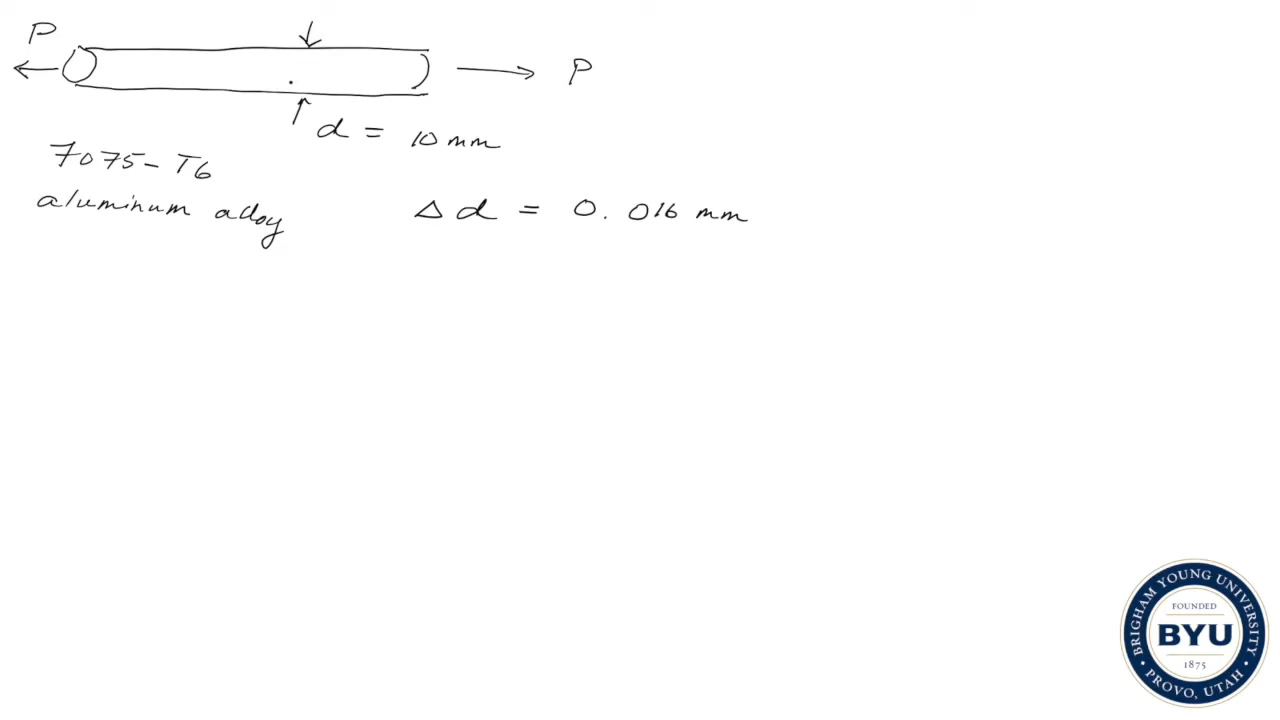 P
P
d = 10 mm
7075-T6
aluminum alloy
Δd = 0.016 mm
BRIGHAM YOUNG UNIVERSITY
FOUNDED
BYU
1875
PROVO, UTAH